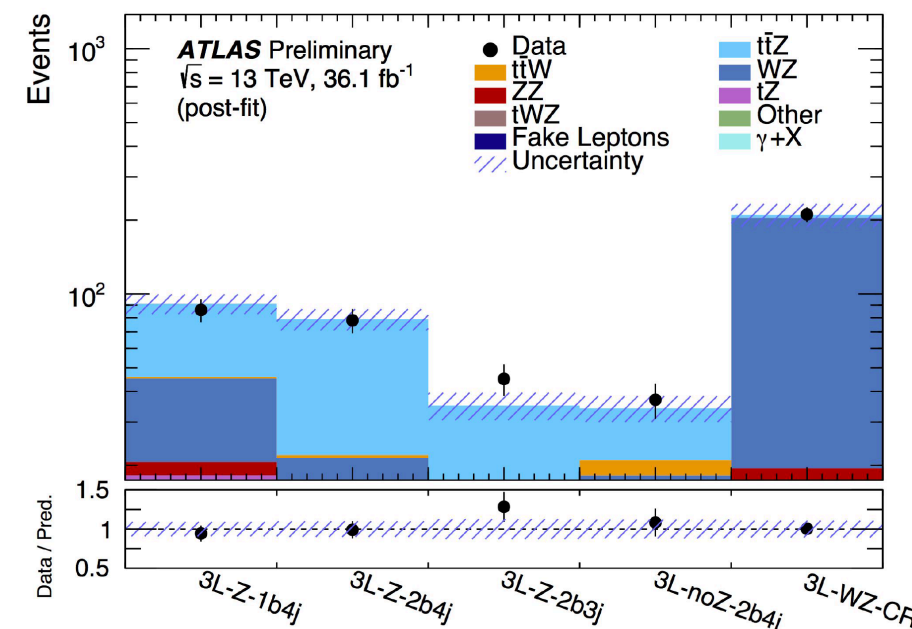 Events
10³
10²
ATLAS Preliminary
√s = 13 TeV, 36.1 fb⁻¹
(post-fit)
Data
tt̄W
ZZ
tWZ
Fake Leptons
Uncertainty
tt̄Z
WZ
tZ
Other
γ+X
Data / Pred.
1.5
1
0.5
3L-Z-1b4j
3L-Z-2b4j
3L-Z-2b3j
3L-noZ-2b4j
3L-WZ-CR